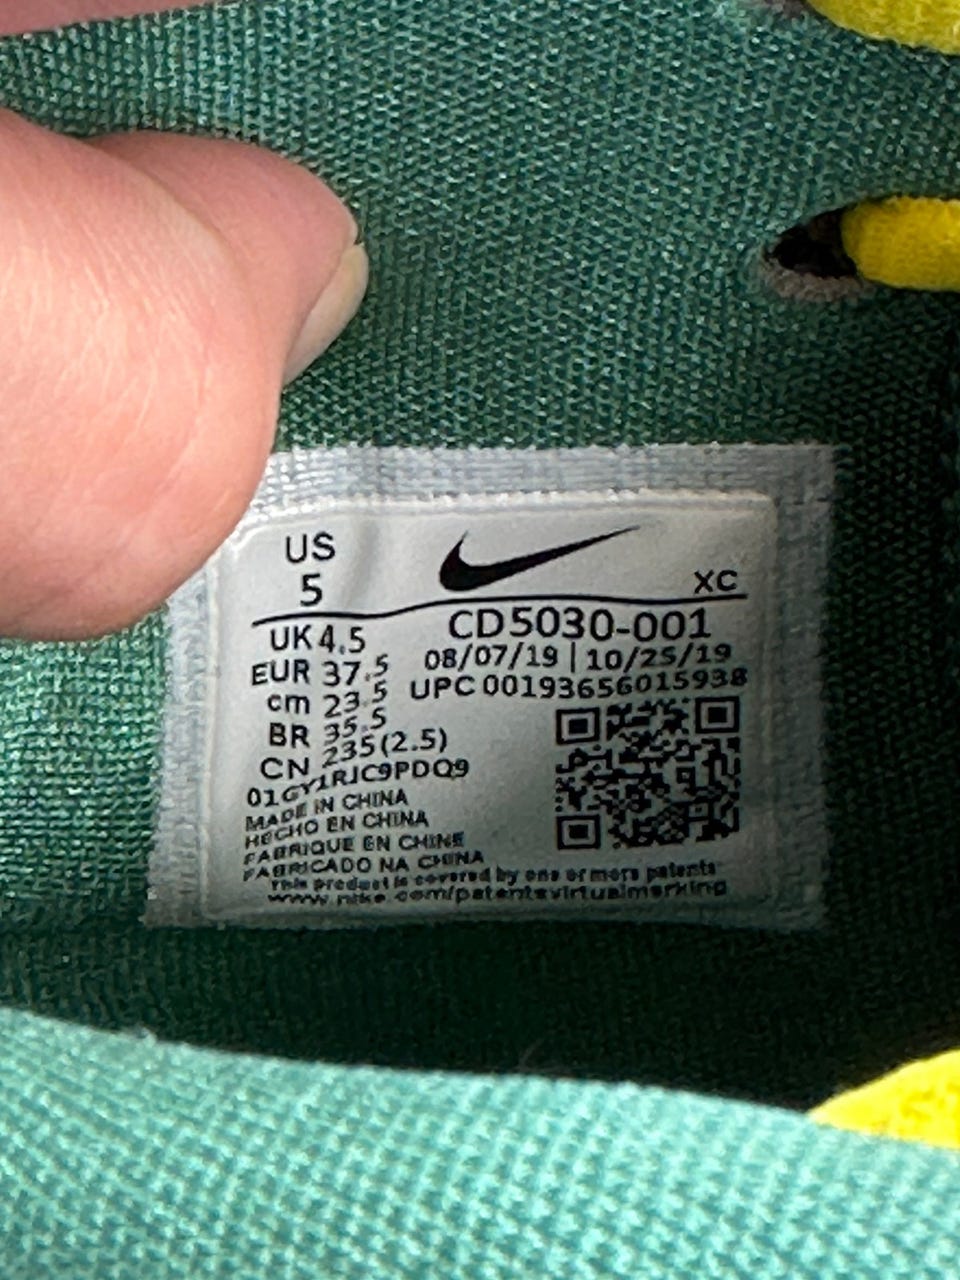 US
5
XC
UK 4.5
EUR 37.5
cm 23.5
BR 35.5
CN 235(2.5)
01GY1RJC9PDQ9
MADE IN CHINA
HECHO EN CHINA
FABRIQUE EN CHINE
FABRICADO NA CHINA
CD5030-001
08/07/19 | 10/25/19
UPC 00193656015938
This product is covered by one or more patents
www.nike.com/patentsvirtualmarking